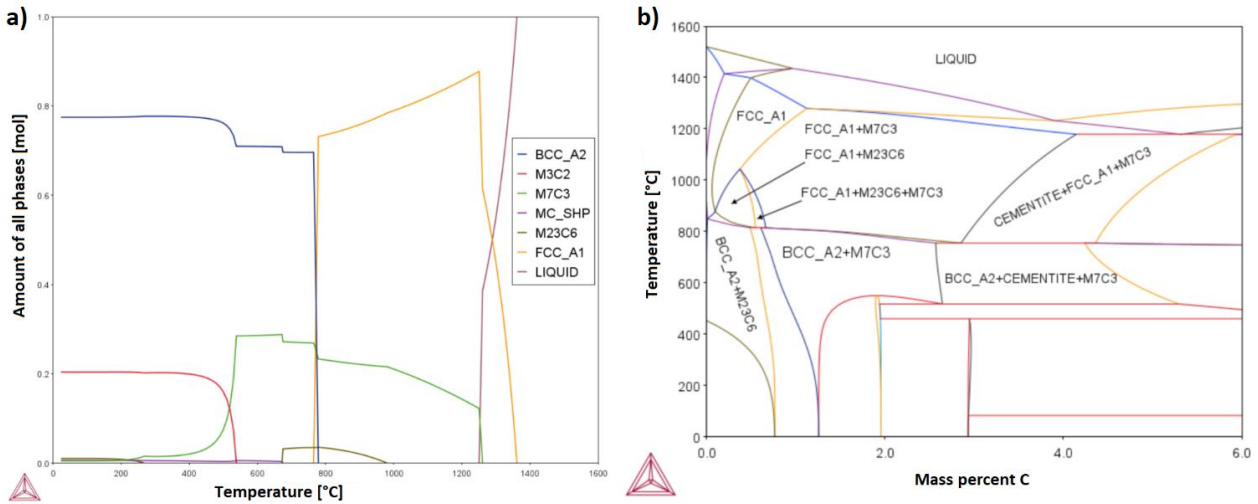 a)
Amount of all phases [mol]
1.0
0.8
0.6
0.4
0.2
0.0
0
200
400
600
800
1000
1200
1400
1600
Temperature [°C]
BCC_A2
M3C2
M7C3
MC_SHP
M23C6
FCC_A1
LIQUID
b)
Temperature [°C]
1600
1400
1200
1000
800
600
400
200
0
0.0
2.0
4.0
6.0
Mass percent C
LIQUID
FCC_A1
FCC_A1+M7C3
FCC_A1+M23C6
FCC_A1+M23C6+M7C3
CEMENTITE+FCC_A1+M7C3
BCC_A2+M23C6
BCC_A2+M7C3
BCC_A2+CEMENTITE+M7C3